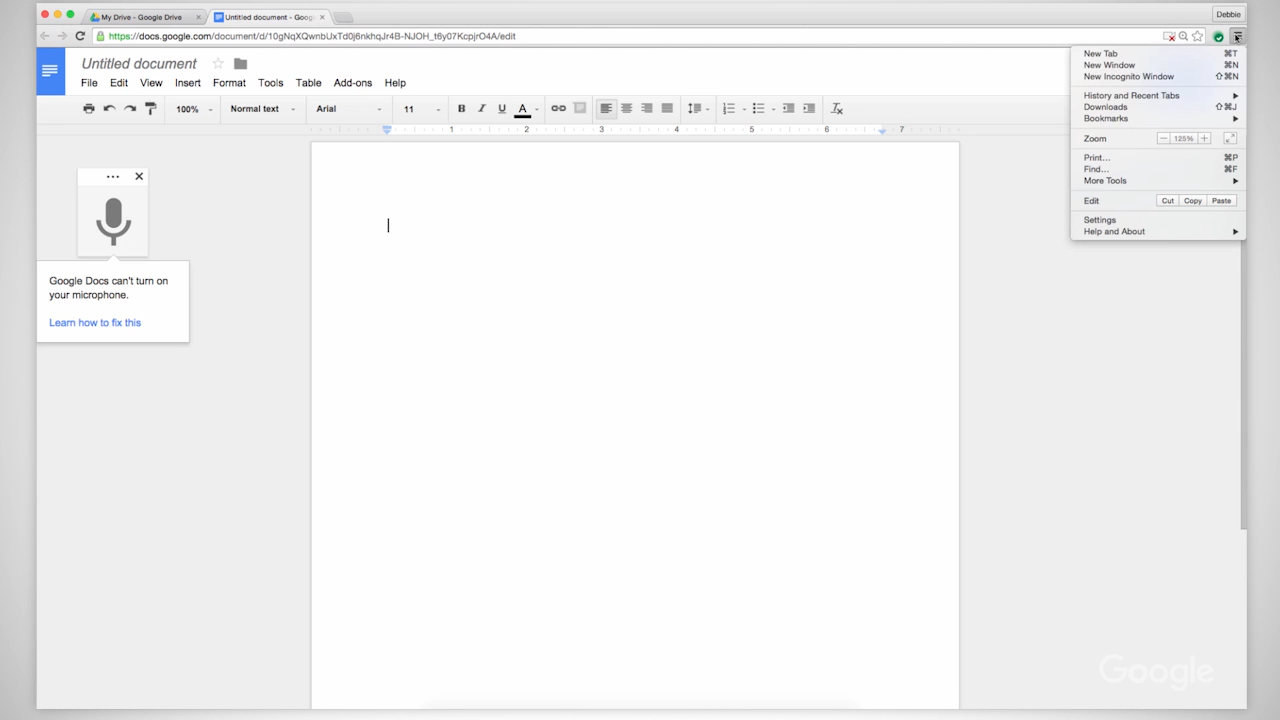 My Drive - Google Drive
Untitled document - Goog
Debbie
https://docs.google.com/document/d/10gNqXQwnbUxTd0j6nkhqJr4B-NJOH_t6y07KcpjrO4A/edit
Untitled document
File Edit View Insert Format Tools Table Add-ons Help
100% Normal text Arial 11 B I U A
1 2 3 4 5 6 7
Google Docs can't turn on
your microphone.
Learn how to fix this
New Tab ⌘T
New Window ⌘N
New Incognito Window ⇧⌘N
History and Recent Tabs
Downloads ⇧⌘J
Bookmarks
Zoom − 125% +
Print... ⌘P
Find... ⌘F
More Tools
Edit Cut Copy Paste
Settings
Help and About
Google